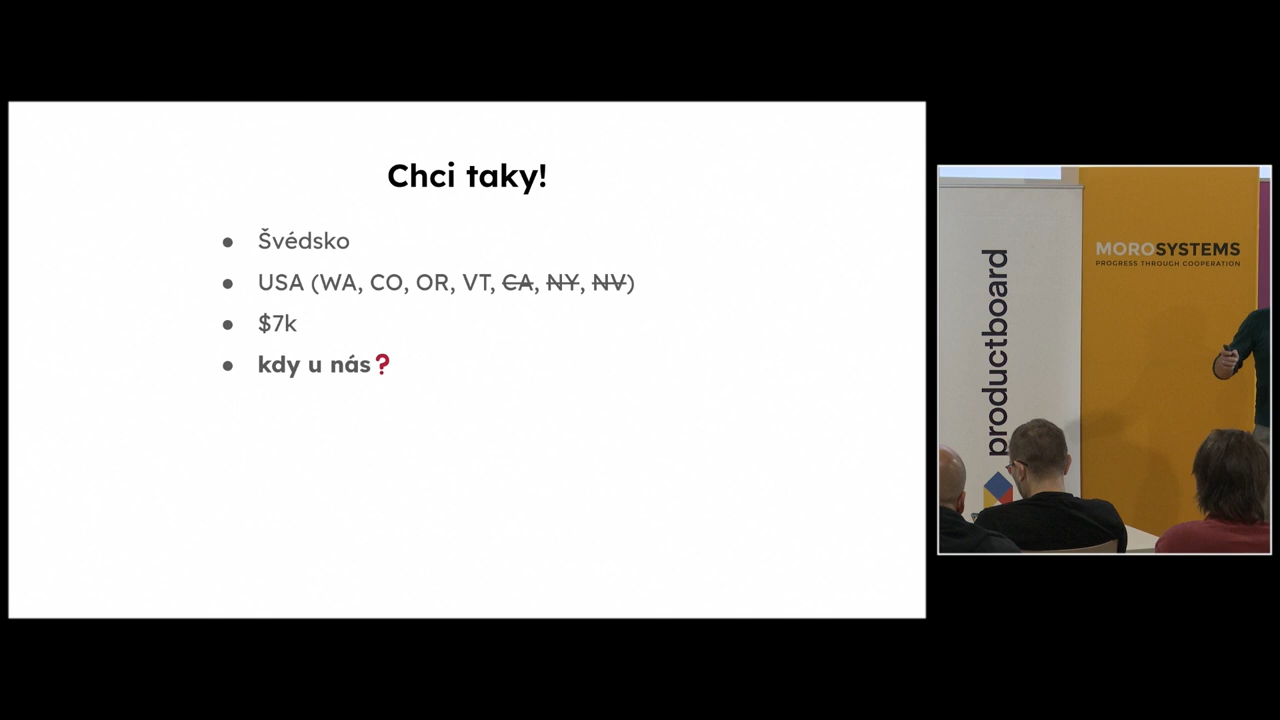 Chci taky!
● Švédsko
● USA (WA, CO, OR, VT, CA, NY, NV)
● $7k
● kdy u nás?
productboard
MOROSYSTEMS
PROGRESS THROUGH COOPERATION